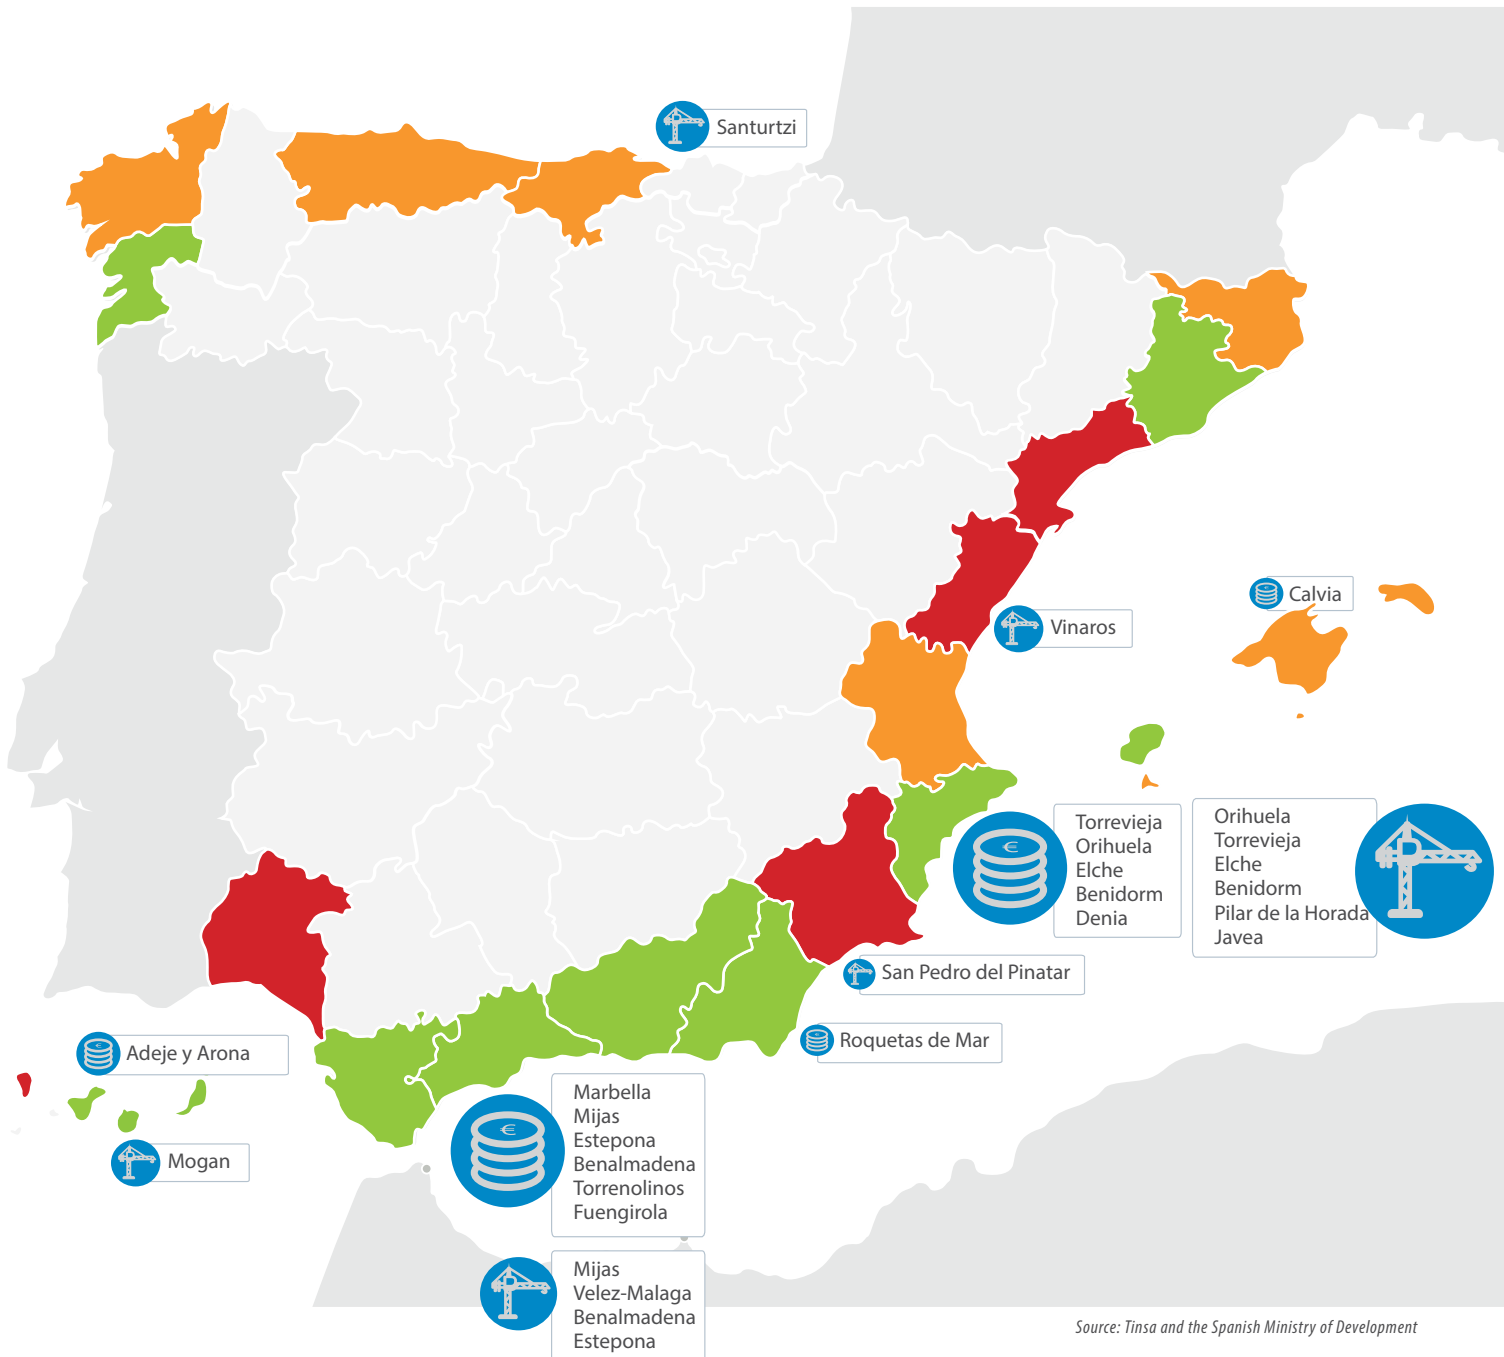 Santurtzi
Calvia
Vinaros
Torrevieja
Orihuela
Elche
Benidorm
Denia
Orihuela
Torrevieja
Elche
Benidorm
Pilar de la Horada
Javea
San Pedro del Pinatar
Roquetas de Mar
Adeje y Arona
Mogan
€
Marbella
Mijas
Estepona
Benalmadena
Torrenolinos
Fuengirola
Mijas
Velez-Malaga
Benalmadena
Estepona
Source: Tinsa and the Spanish Ministry of Development